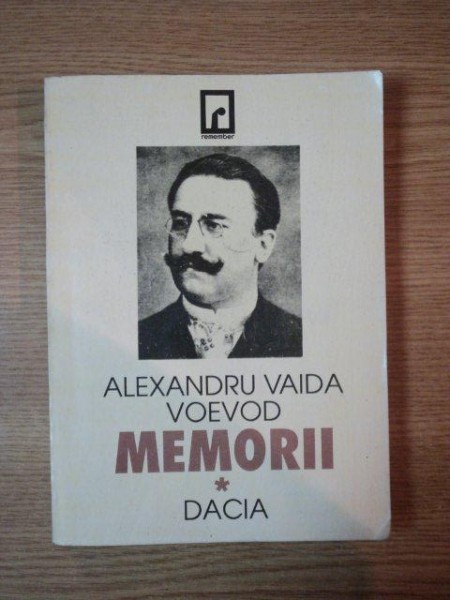 remember
ALEXANDRU VAIDA
VOEVOD
MEMORII
*
DACIA